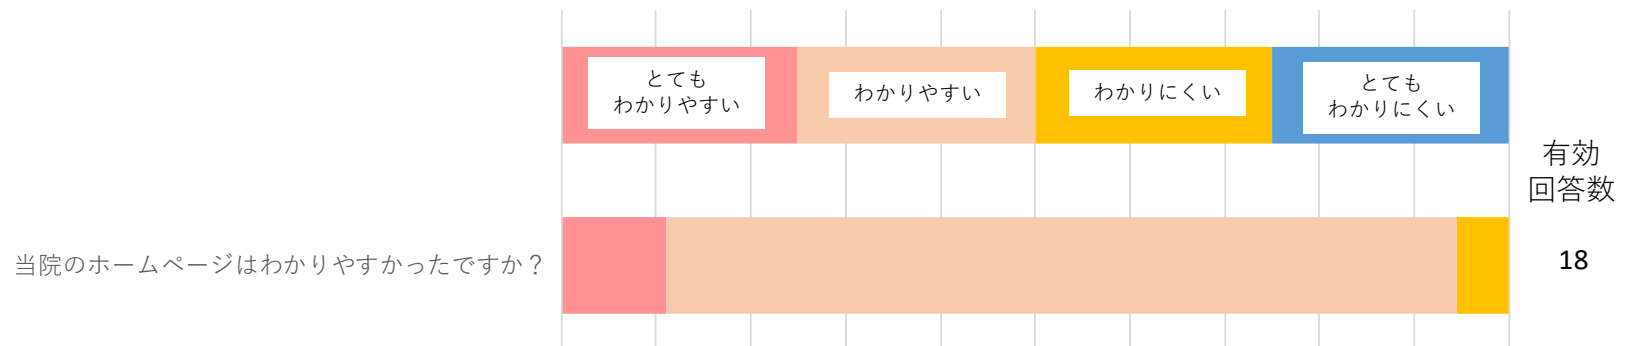 とても
わかりやすい
わかりやすい
わかりにくい
とても
わかりにくい
有効
回答数
当院のホームページはわかりやすかったですか？
18